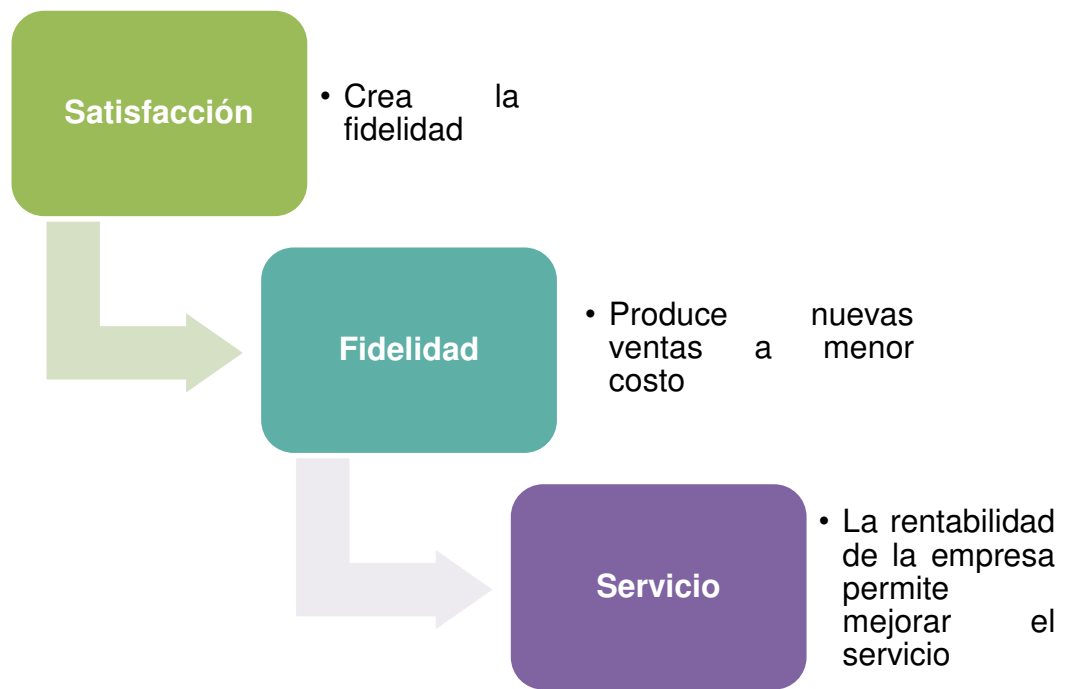 Satisfacción
• Crea la
fidelidad
Fidelidad
• Produce nuevas
ventas a menor
costo
Servicio
• La rentabilidad
de la empresa
permite
mejorar el
servicio